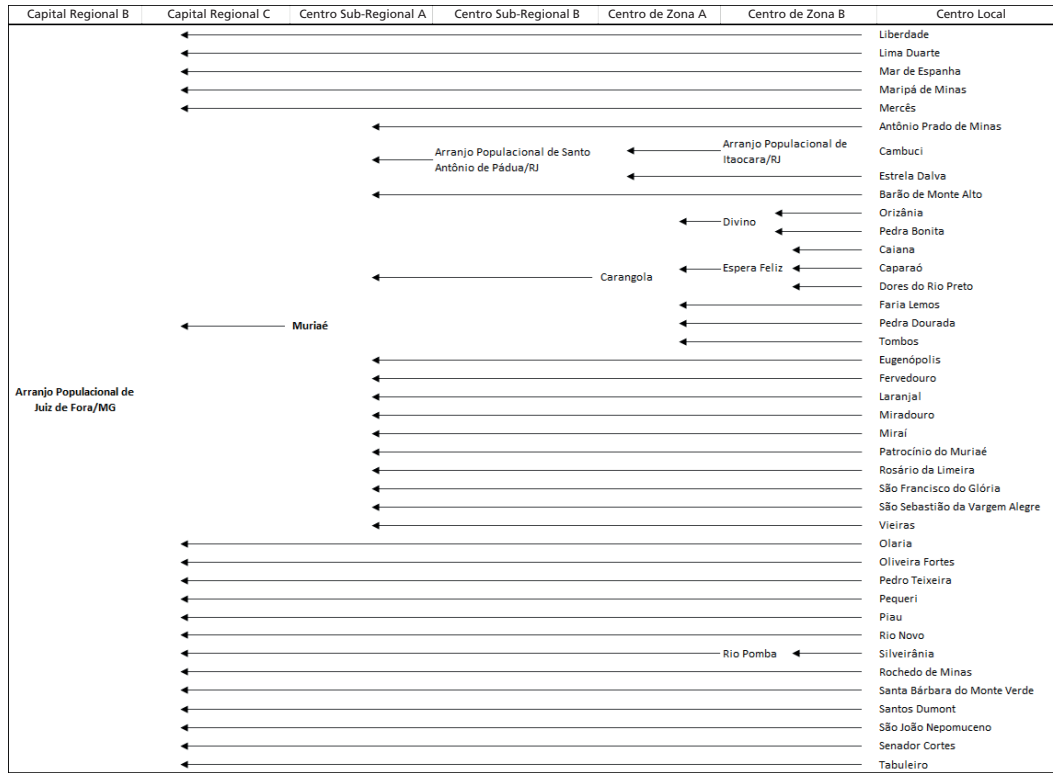 Capital Regional B
Capital Regional C
Centro Sub-Regional A
Centro Sub-Regional B
Centro de Zona A
Centro de Zona B
Centro Local
Liberdade
Lima Duarte
Mar de Espanha
Maripá de Minas
Mercês
Antônio Prado de Minas
Arranjo Populacional de Santo
Antônio de Pádua/RJ
Arranjo Populacional de
Itaocara/RJ
Cambuci
Estrela Dalva
Barão de Monte Alto
Divino
Orizânia
Pedra Bonita
Caiana
Carangola
Espera Feliz
Caparaó
Dores do Rio Preto
Faria Lemos
Muriaé
Pedra Dourada
Tombos
Eugenópolis
Fervedouro
Arranjo Populacional de
Juiz de Fora/MG
Laranjal
Miradouro
Miraí
Patrocínio do Muriaé
Rosário da Limeira
São Francisco do Glória
São Sebastião da Vargem Alegre
Vieiras
Olaria
Oliveira Fortes
Pedro Teixeira
Pequeri
Piau
Rio Novo
Rio Pomba
Silveirânia
Rochedo de Minas
Santa Bárbara do Monte Verde
Santos Dumont
São João Nepomuceno
Senador Cortes
Tabuleiro